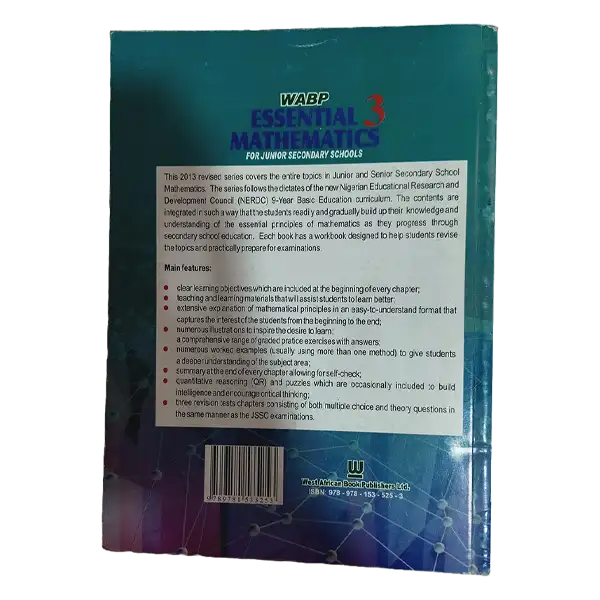 WABP
ESSENTIAL 3
MATHEMATICS
FOR JUNIOR SECONDARY SCHOOLS
This 2013 revised series covers the entire topics in Junior and Senior Secondary School
Mathematics. The series follows the dictates of the new Nigerian Educational Research and
Development Council (NERDC) 9-Year Basic Education curriculum. The contents are
integrated in such a way that the students readily and gradually build up their knowledge and
understanding of the essential principles of mathematics as they progress through
secondary school education. Each book has a workbook designed to help students revise
the topics and practically prepare for examinations.
Main features:
• clear learning objectives which are included at the beginning of every chapter;
• teaching and learning materials that will assist students to learn better;
• extensive explanation of mathematical principles in an easy-to-understand format that
captures the interest of the students from the beginning to the end;
• numerous illustrations to inspire the desire to learn;
a comprehensive range of graded pratice exercises with answers;
• numerous worked examples (usually using more than one method) to give students
a deeper understanding of the subject area;
• summary at the end of every chapter allowing for self-check;
• quantitative reasoning (QR) and puzzles which are occasionally included to build
intelligence and encourage critical thinking;
• three revision tests chapters consisting of both multiple choice and theory questions in
the same manner as the JSSC examinations.
West African Book Publishers Ltd.
ISBN: 978 - 978 - 153 - 525 - 3
9789781535253